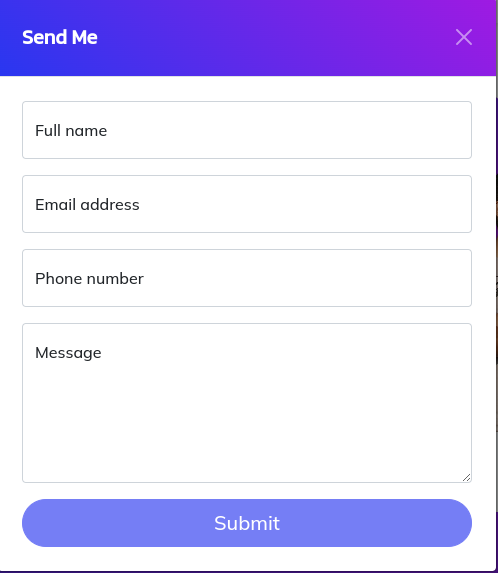 Send Me
Full name
Email address
Phone number
Message
Submit